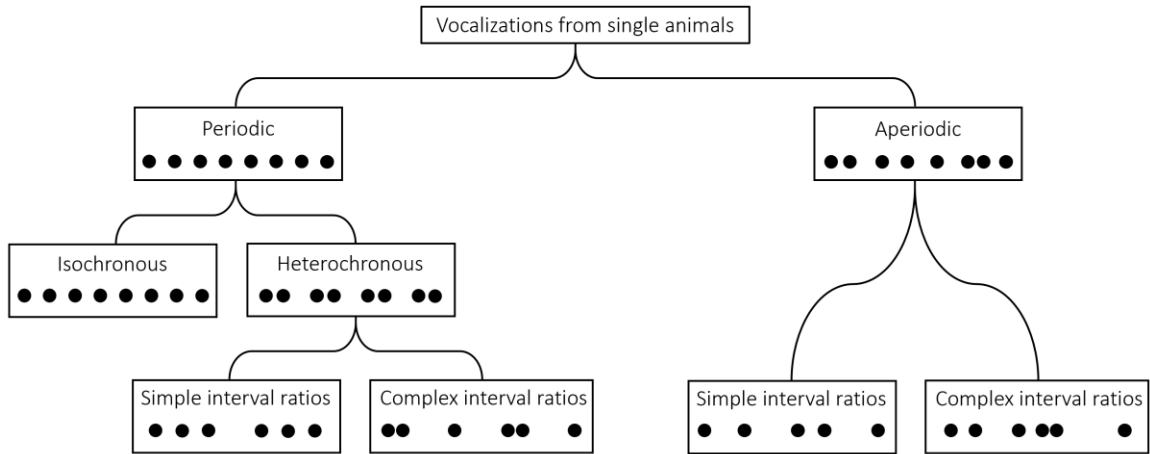 Vocalizations from single animals
Periodic
Aperiodic
Isochronous
Heterochronous
Simple interval ratios
Complex interval ratios
Simple interval ratios
Complex interval ratios